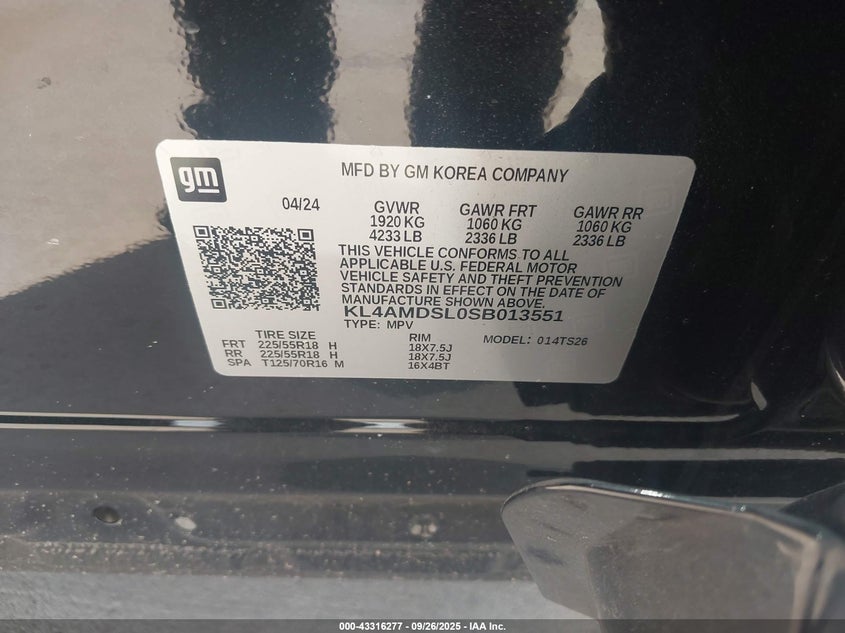 gm
MFD BY GM KOREA COMPANY
04/24
GVWR GAWR FRT GAWR RR
1920 KG 1060 KG 1060 KG
4233 LB 2336 LB 2336 LB
THIS VEHICLE CONFORMS TO ALL
APPLICABLE U.S. FEDERAL MOTOR
VEHICLE SAFETY AND THEFT PREVENTION
STANDARDS IN EFFECT ON THE DATE OF
MANUFACTURE SHOWN ABOVE.
KL4AMDSL0SB013551
TYPE: MPV
TIRE SIZE RIM MODEL: 014TS26
FRT 225/55R18 H 18X7.5J
RR 225/55R18 H 18X7.5J
SPA T125/70R16 M 16X4BT
000-43316277 - 09/26/2025 - IAA Inc.